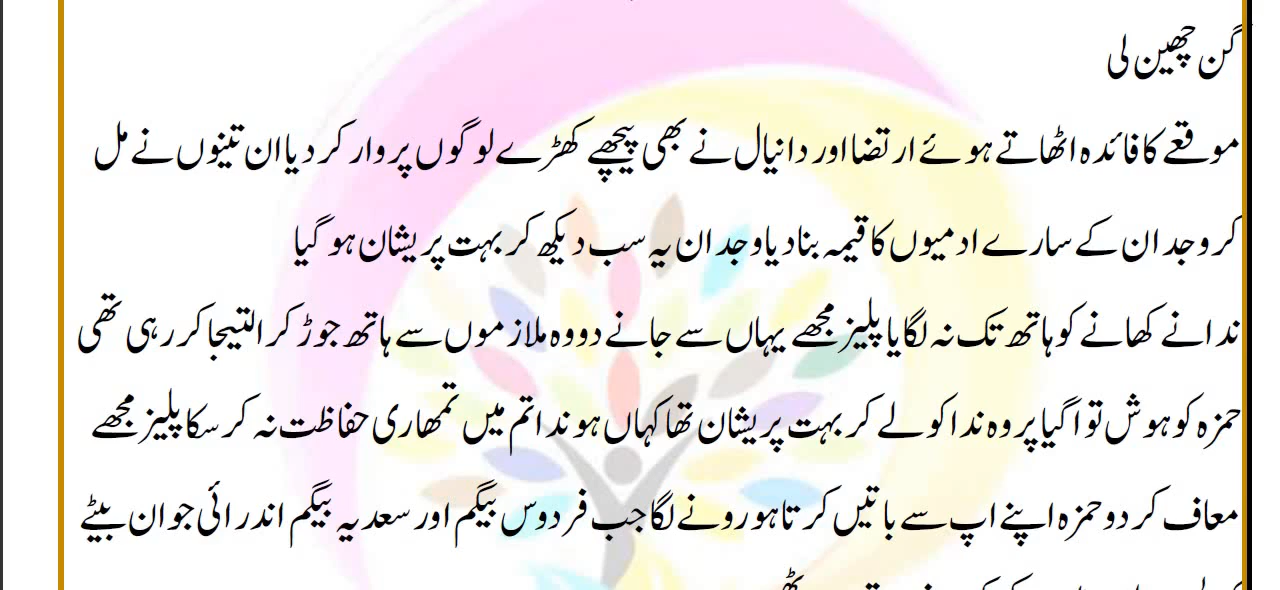 گن چھین لی
موقعے کا فائدہ اٹھاتے ہوئے ارتضا اور دانیال نے بھی پیچھے کھڑے لوگوں پر وار کر دیا ان تینوں نے مل
کر وجدان کے سارے ادمیوں کا قیمہ بنا دیا وجدان یہ سب دیکھ کر بہت پریشان ہو گیا
ندا نے کھانے کو ہاتھ تک نہ لگایا پلیز مجھے یہاں سے جانے دو وہ ملازموں سے ہاتھ جوڑ کر التیجا کر رہی تھی
حمزہ کو ہوش تو اگیا پر وہ ندا کو لے کر بہت پریشان تھا کہاں ہو ندا تم میں تمھاری حفاظت نہ کر سکا پلیز مجھے
معاف کر دو حمزہ اپنے اپ سے باتیں کرتا ہو رونے لگا جب فردوس بیگم اور سعدیہ بیگم اندر ائی جوان بیٹے